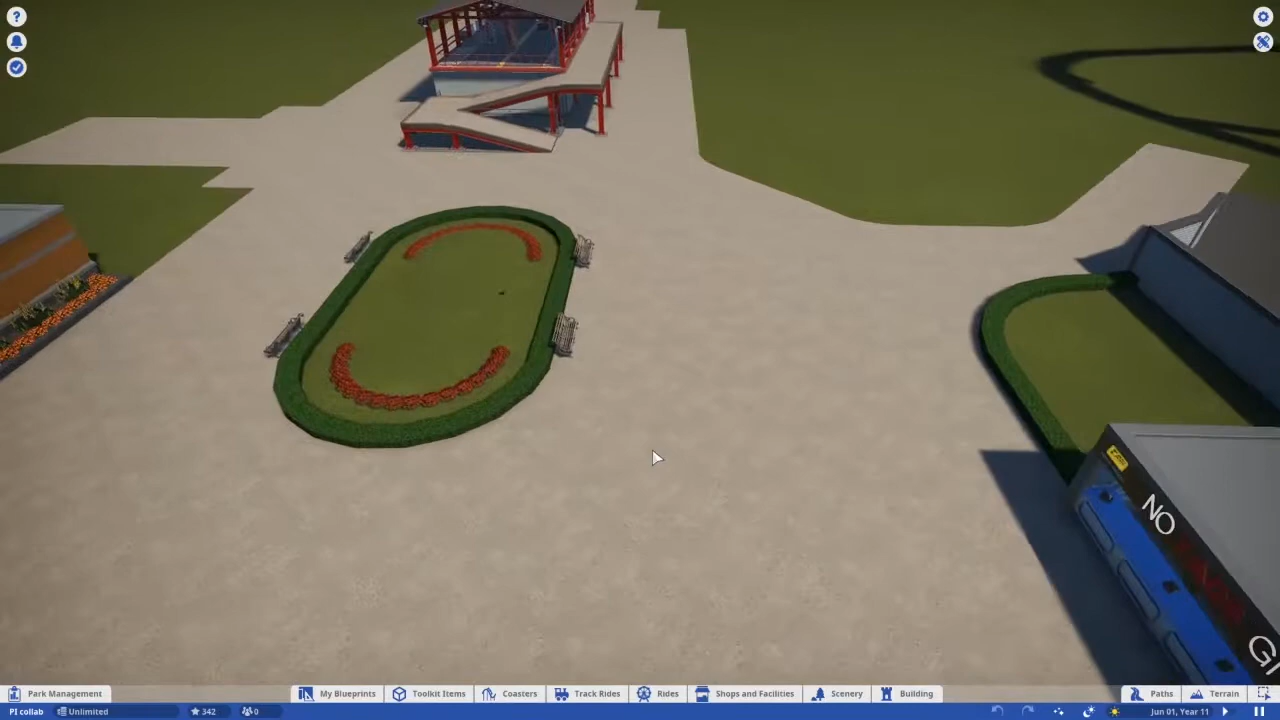 ?
NO
G
Park Management
My Blueprints
Toolkit Items
Coasters
Track Rides
Rides
Shops and Facilities
Scenery
Building
Paths
Terrain
PI collab
Unlimited
342
0
Jun 01, Year 11